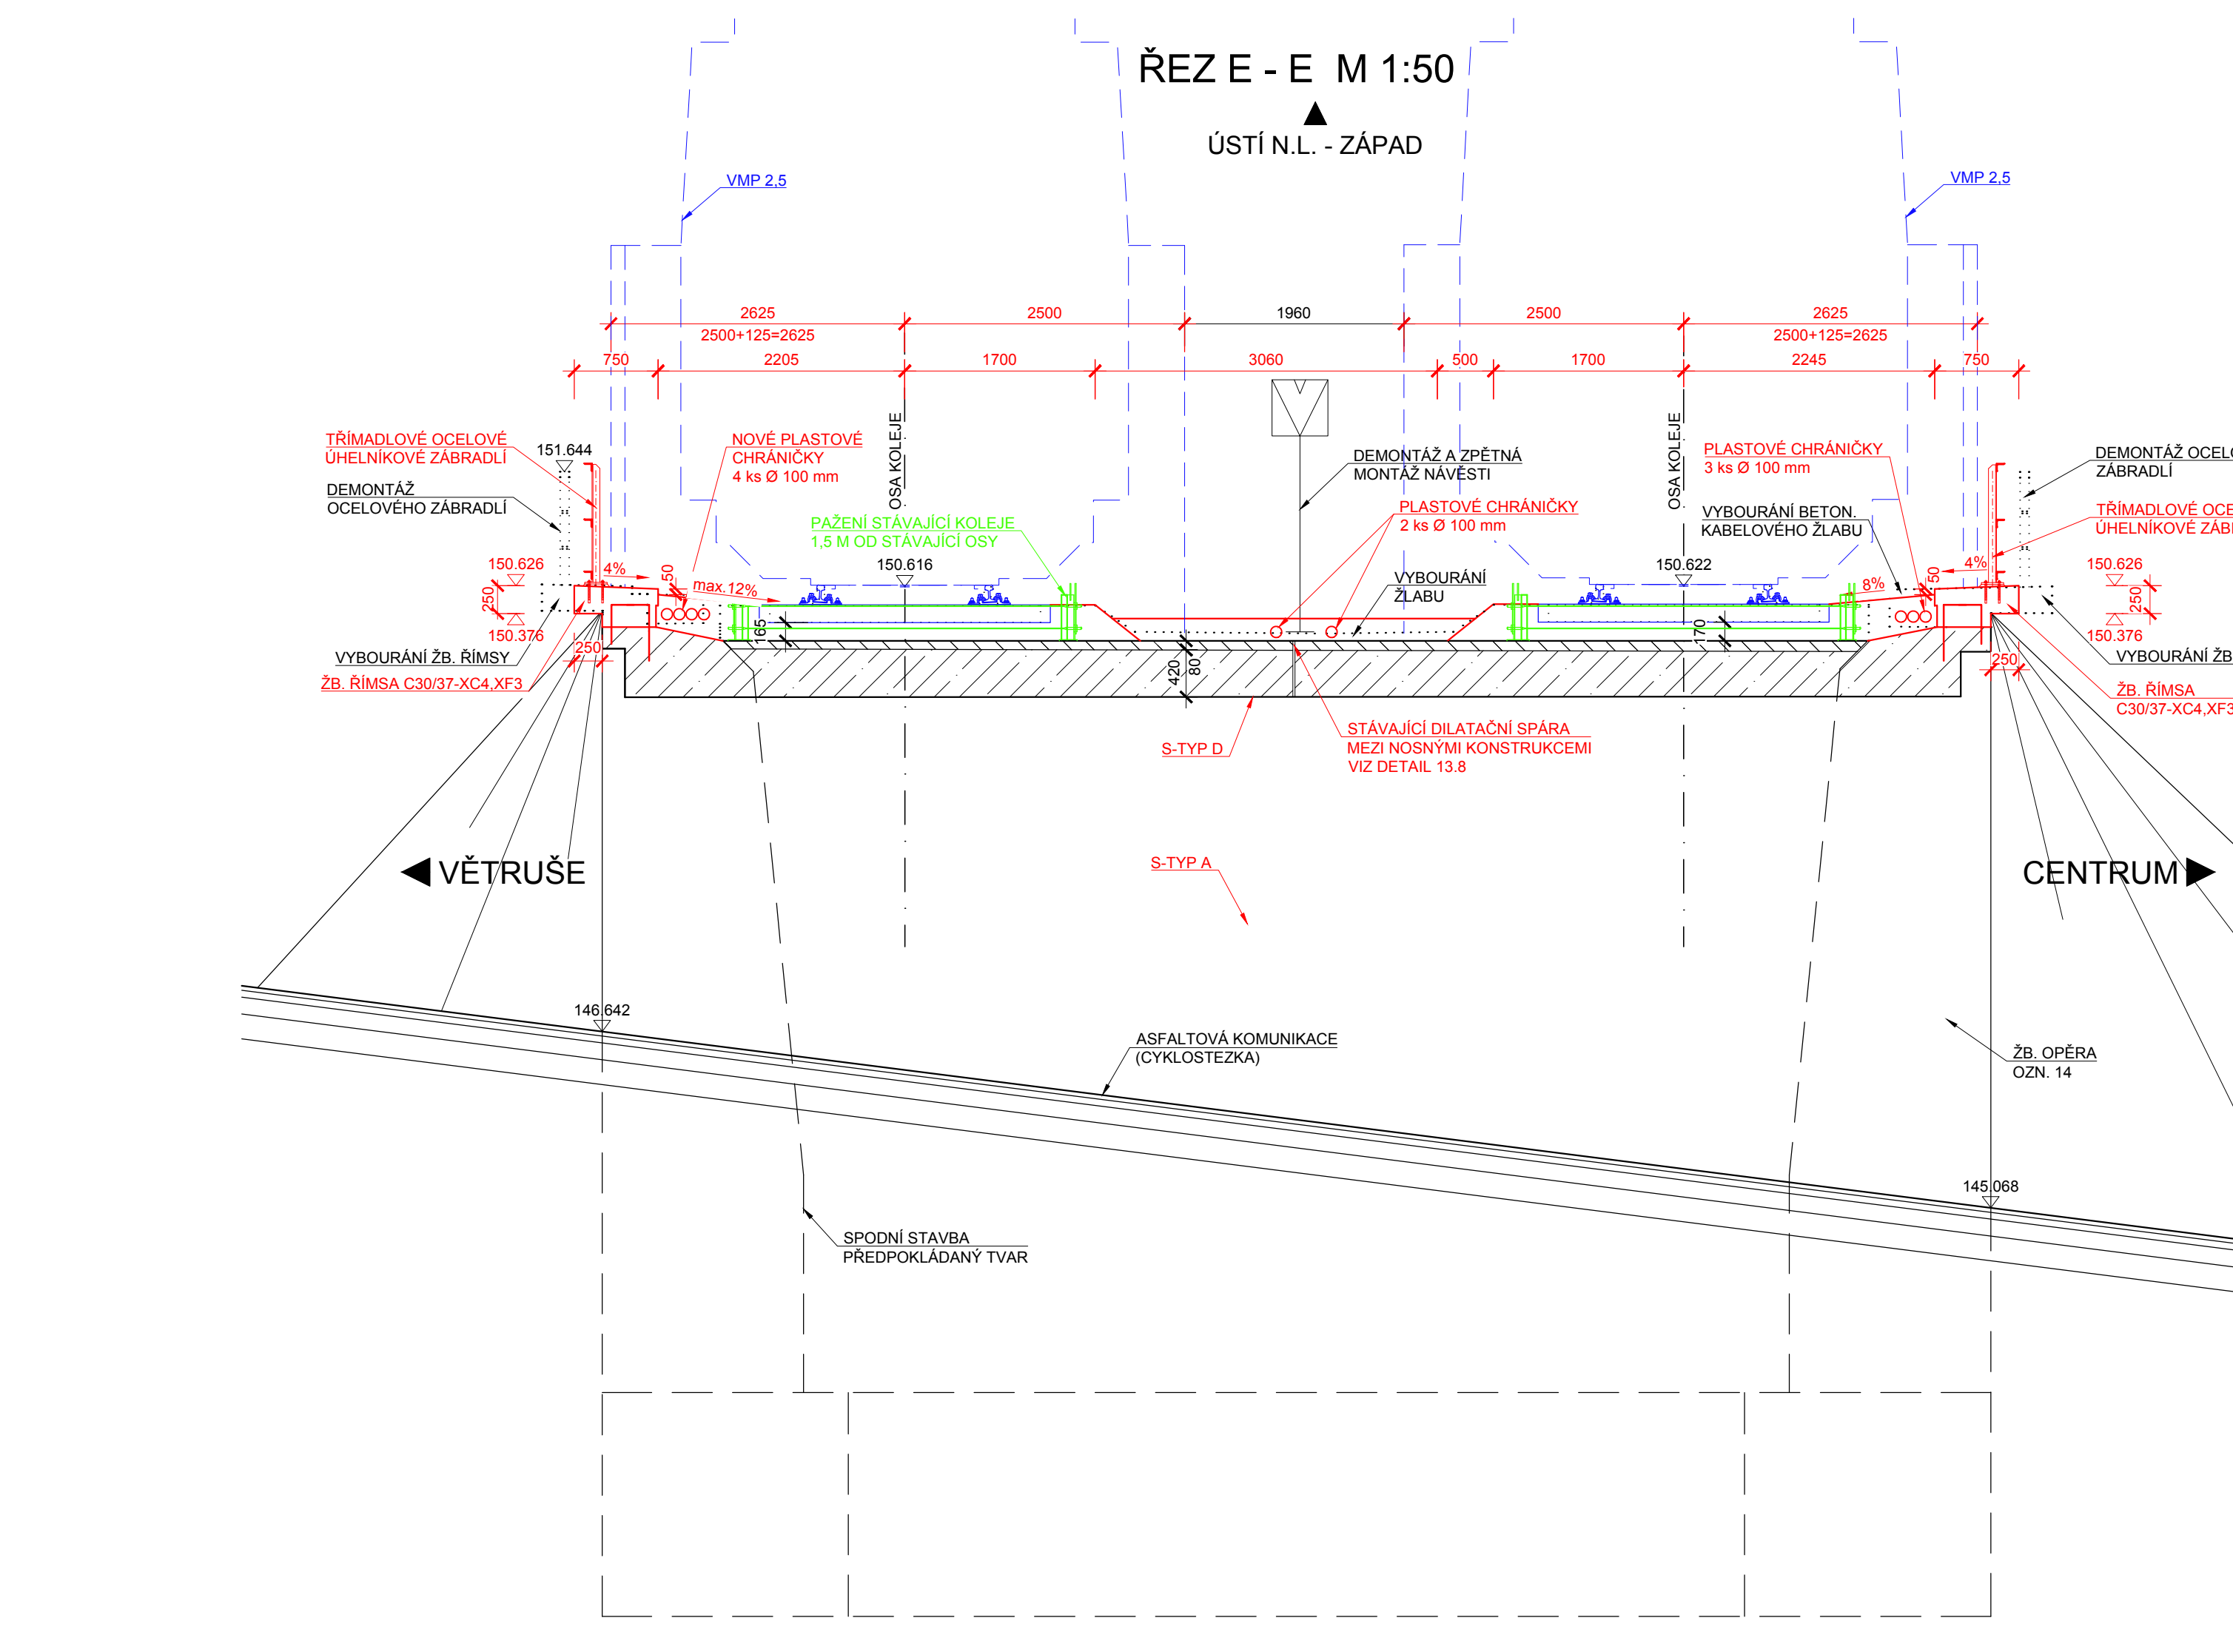 ŘEZ E - E M 1:50
ÚSTÍ N.L. - ZÁPAD
VMP 2,5
VMP 2,5
2625
2500
1960
2500
2625
2500+125=2625
2500+125=2625
750
2205
1700
3060
500
1700
2245
750
TŘÍMADLOVÉ OCELOVÉ
ÚHELNÍKOVÉ ZÁBRADLÍ
151.644
DEMONTÁŽ
OCELOVÉHO ZÁBRADLÍ
NOVÉ PLASTOVÉ
CHRÁNIČKY
4 ks Ø 100 mm
OSA KOLEJE
PAŽENÍ STÁVAJÍCÍ KOLEJE
1,5 M OD STÁVAJÍCÍ OSY
DEMONTÁŽ A ZPĚTNÁ
MONTÁŽ NÁVĚSTI
PLASTOVÉ CHRÁNIČKY
2 ks Ø 100 mm
OSA KOLEJE
PLASTOVÉ CHRÁNIČKY
3 ks Ø 100 mm
VYBOURÁNÍ BETON.
KABELOVÉHO ŽLABU
DEMONTÁŽ OCELO
ZÁBRADLÍ
TŘÍMADLOVÉ OCE
ÚHELNÍKOVÉ ZÁB
150.626
250
150.376
4%
50
max.12%
150.616
VYBOURÁNÍ
ŽLABU
150.622
8%
50
4%
150.626
250
150.376
165
170
VYBOURÁNÍ ŽB. ŘÍMSY
250
ŽB. ŘÍMSA C30/37-XC4,XF3
420
80
250
VYBOURÁNÍ ŽB
ŽB. ŘÍMSA
C30/37-XC4,XF3
S-TYP D
STÁVAJÍCÍ DILATAČNÍ SPÁRA
MEZI NOSNÝMI KONSTRUKCEMI
VIZ DETAIL 13.8
S-TYP A
VĚTRUŠE
CENTRUM
146.642
ASFALTOVÁ KOMUNIKACE
(CYKLOSTEZKA)
ŽB. OPĚRA
OZN. 14
145.068
SPODNÍ STAVBA
PŘEDPOKLÁDANÝ TVAR